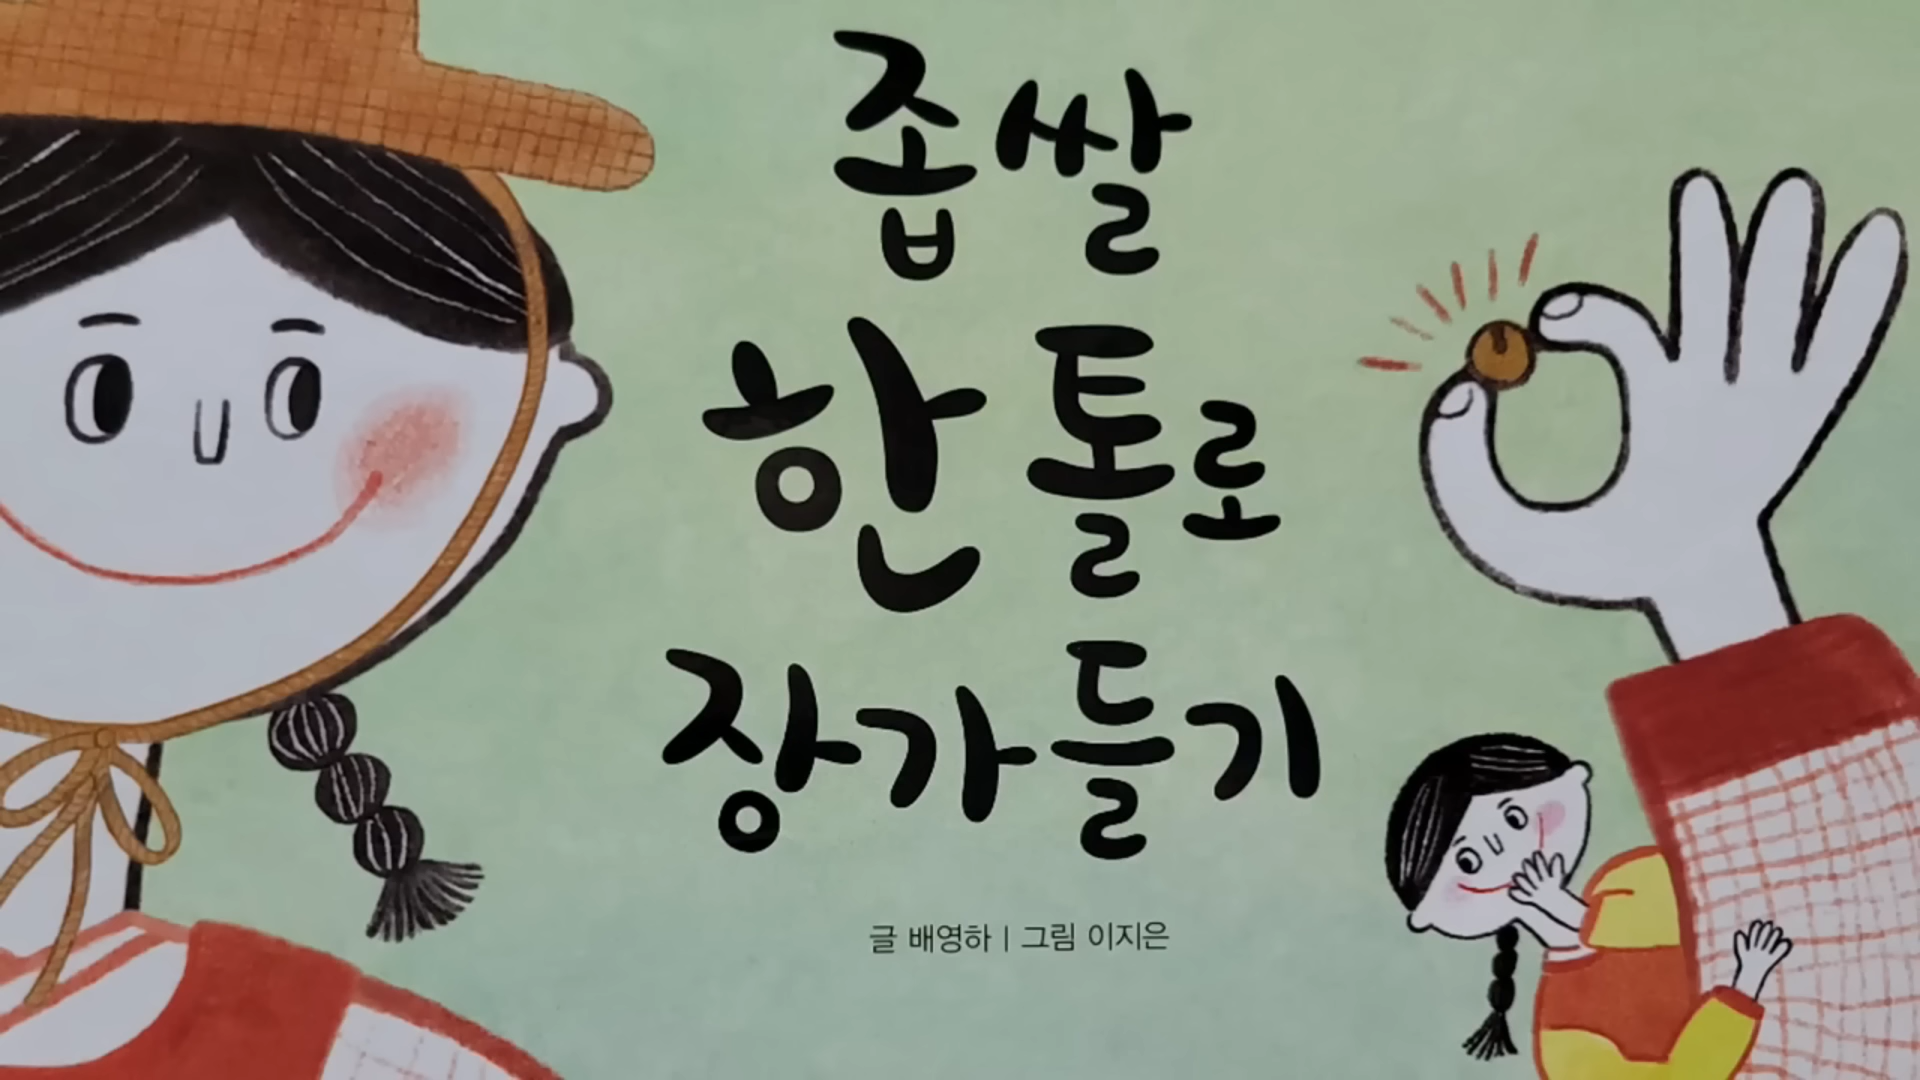 좁쌀
한 톨로
장가들기
글 배영하 | 그림 이지은